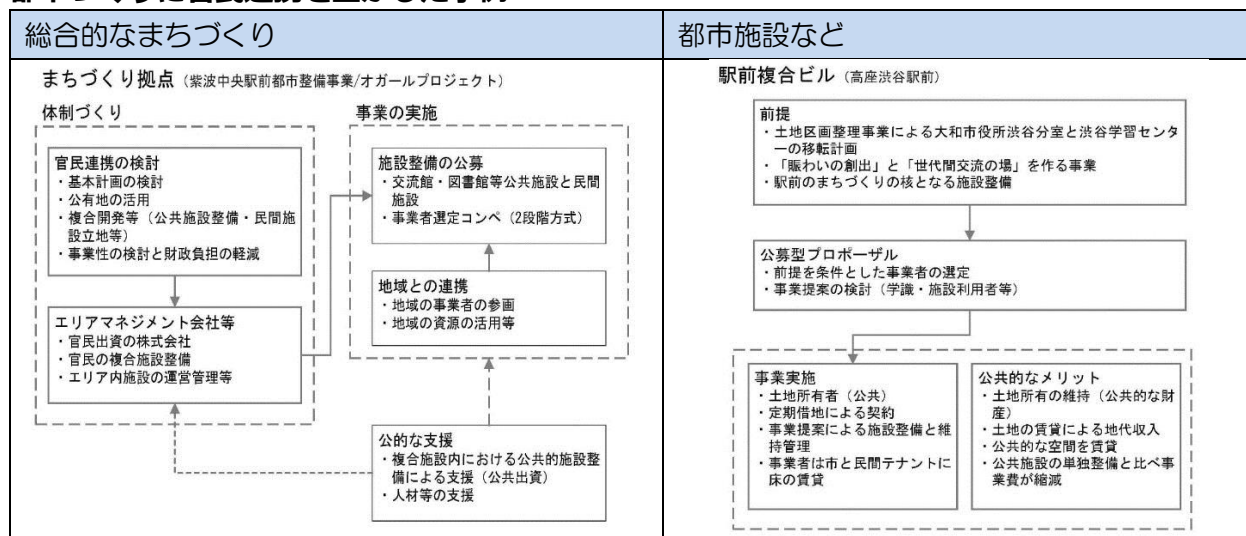 総合的なまちづくり
まちづくり拠点（紫波中央駅前都市整備事業/オガールプロジェクト）
体制づくり
官民連携の検討
・基本計画の検討
・公有地の活用
・複合開発等（公共施設整備・民間施
設立地等）
・事業性の検討と財政負担の軽減
エリアマネジメント会社等
・官民出資の株式会社
・官民の複合施設整備
・エリア内施設の運営管理等
事業の実施
施設整備の公募
・交流館・図書館等公共施設と民間
施設
・事業者選定コンペ（2段階方式）
地域との連携
・地域の事業者の参画
・地域の資源の活用等
公的な支援
・複合施設内における公共的施設整
備による支援（公共出資）
・人材等の支援
都市施設など
駅前複合ビル（高座渋谷駅前）
前提
・土地区画整理事業による大和市役所渋谷分室と渋谷学習センタ
ーの移転計画
・「賑わいの創出」と「世代間交流の場」を作る事業
・駅前のまちづくりの核となる施設整備
公募型プロポーザル
・前提を条件とした事業者の選定
・事業提案の検討（学識・施設利用者等）
事業実施
・土地所有者（公共）
・定期借地による契約
・事業提案による施設整備と維
持管理
・事業者は市と民間テナントに
床の賃貸
公共的なメリット
・土地所有の維持（公共的な財
産）
・土地の賃貸による地代収入
・公共的な空間を賃貸
・公共施設の単独整備と比べ事
業費が縮減